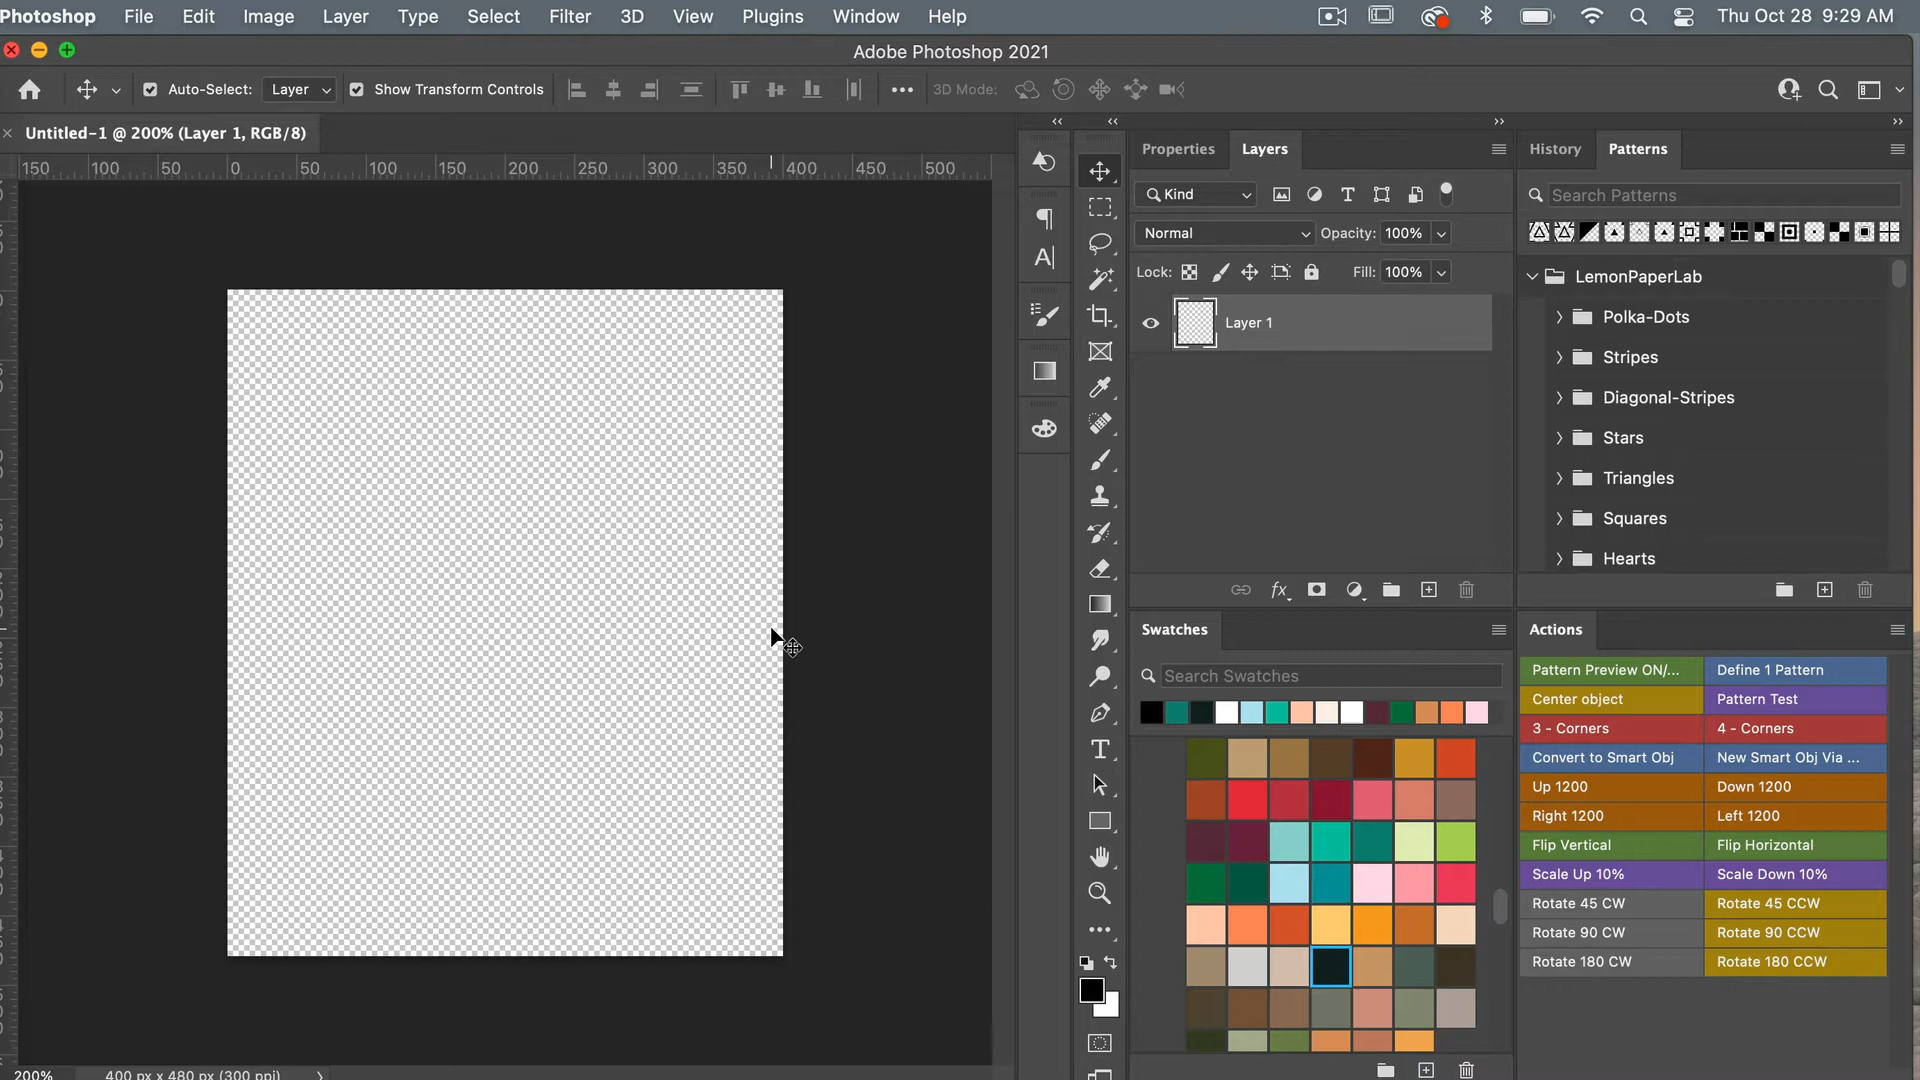 Photoshop File Edit Image Layer Type Select Filter 3D View Plugins Window Help Thu Oct 28 9:29 AM
Adobe Photoshop 2021
Auto-Select: Layer Show Transform Controls 3D Mode:
Untitled-1 @ 200% (Layer 1, RGB/8)
150 100 50 0 50 100 150 200 250 300 350 400 450 500
Properties Layers
Kind
Normal Opacity: 100%
Lock: Fill: 100%
Layer 1
History Patterns
Search Patterns
LemonPaperLab
Polka-Dots
Stripes
Diagonal-Stripes
Stars
Triangles
Squares
Hearts
Swatches
Search Swatches
Actions
Pattern Preview ON/... Define 1 Pattern
Center object Pattern Test
3 - Corners 4 - Corners
Convert to Smart Obj New Smart Obj Via ...
Up 1200 Down 1200
Right 1200 Left 1200
Flip Vertical Flip Horizontal
Scale Up 10% Scale Down 10%
Rotate 45 CW Rotate 45 CCW
Rotate 90 CW Rotate 90 CCW
Rotate 180 CW Rotate 180 CCW
200% 400 px x 480 px (300 ppi)